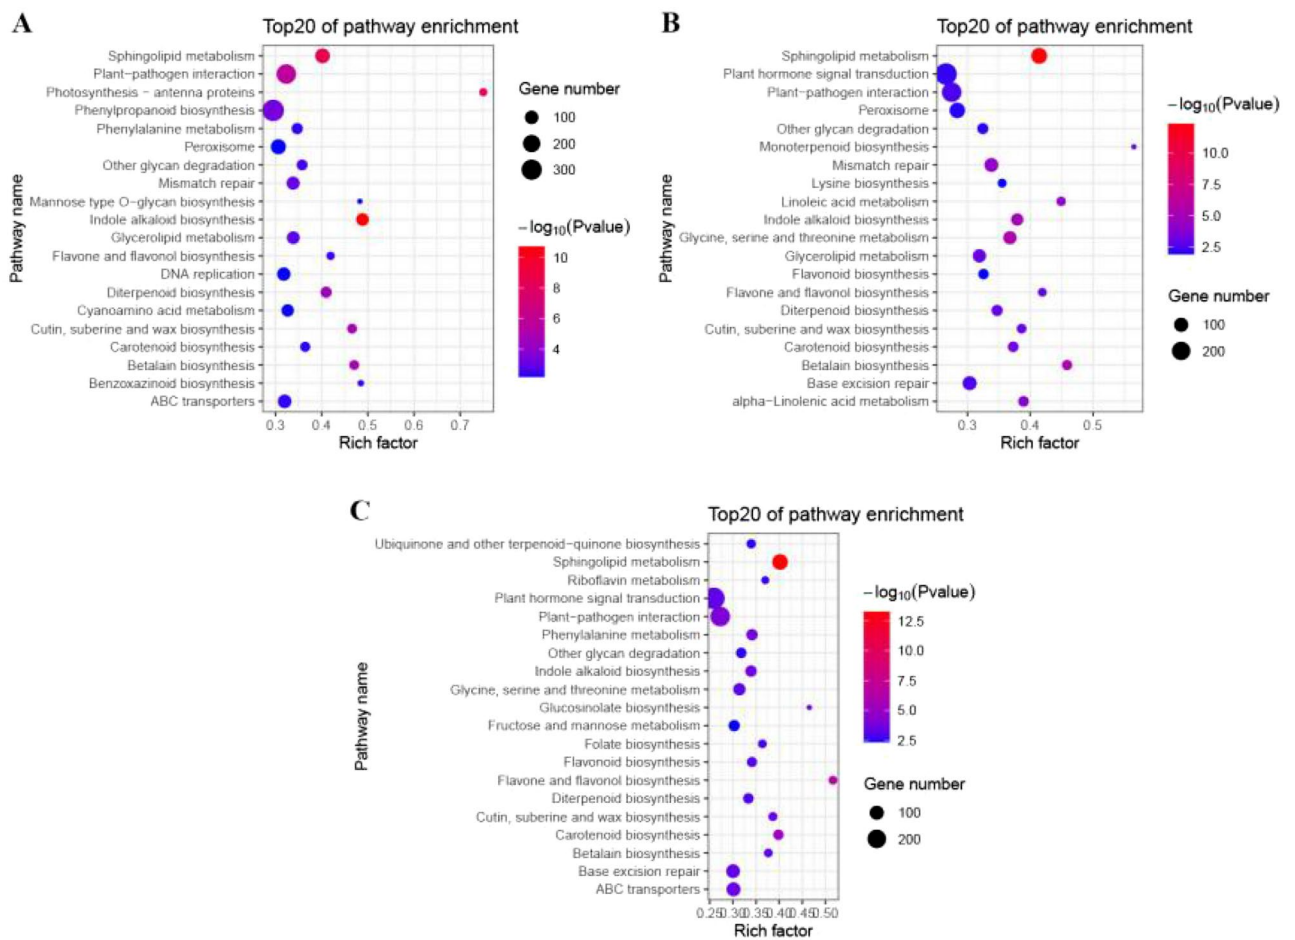 A
Top20 of pathway enrichment
Pathway name
Sphingolipid metabolism
Plant−pathogen interaction
Photosynthesis − antenna proteins
Phenylpropanoid biosynthesis
Phenylalanine metabolism
Peroxisome
Other glycan degradation
Mismatch repair
Mannose type O−glycan biosynthesis
Indole alkaloid biosynthesis
Glycerolipid metabolism
Flavone and flavonol biosynthesis
DNA replication
Diterpenoid biosynthesis
Cyanoamino acid metabolism
Cutin, suberine and wax biosynthesis
Carotenoid biosynthesis
Betalain biosynthesis
Benzoxazinoid biosynthesis
ABC transporters
0.3 0.4 0.5 0.6 0.7
Rich factor
Gene number
100
200
300
−log10(Pvalue)
10
8
6
4
B
Top20 of pathway enrichment
Pathway name
Sphingolipid metabolism
Plant hormone signal transduction
Plant−pathogen interaction
Peroxisome
Other glycan degradation
Monoterpenoid biosynthesis
Mismatch repair
Lysine biosynthesis
Linoleic acid metabolism
Indole alkaloid biosynthesis
Glycine, serine and threonine metabolism
Glycerolipid metabolism
Flavonoid biosynthesis
Flavone and flavonol biosynthesis
Diterpenoid biosynthesis
Cutin, suberine and wax biosynthesis
Carotenoid biosynthesis
Betalain biosynthesis
Base excision repair
alpha−Linolenic acid metabolism
0.3 0.4 0.5
Rich factor
−log10(Pvalue)
10.0
7.5
5.0
2.5
Gene number
100
200
C
Top20 of pathway enrichment
Pathway name
Ubiquinone and other terpenoid−quinone biosynthesis
Sphingolipid metabolism
Riboflavin metabolism
Plant hormone signal transduction
Plant−pathogen interaction
Phenylalanine metabolism
Other glycan degradation
Indole alkaloid biosynthesis
Glycine, serine and threonine metabolism
Glucosinolate biosynthesis
Fructose and mannose metabolism
Folate biosynthesis
Flavonoid biosynthesis
Flavone and flavonol biosynthesis
Diterpenoid biosynthesis
Cutin, suberine and wax biosynthesis
Carotenoid biosynthesis
Betalain biosynthesis
Base excision repair
ABC transporters
0.25 0.30 0.35 0.40 0.45 0.50
Rich factor
−log10(Pvalue)
12.5
10.0
7.5
5.0
2.5
Gene number
100
200